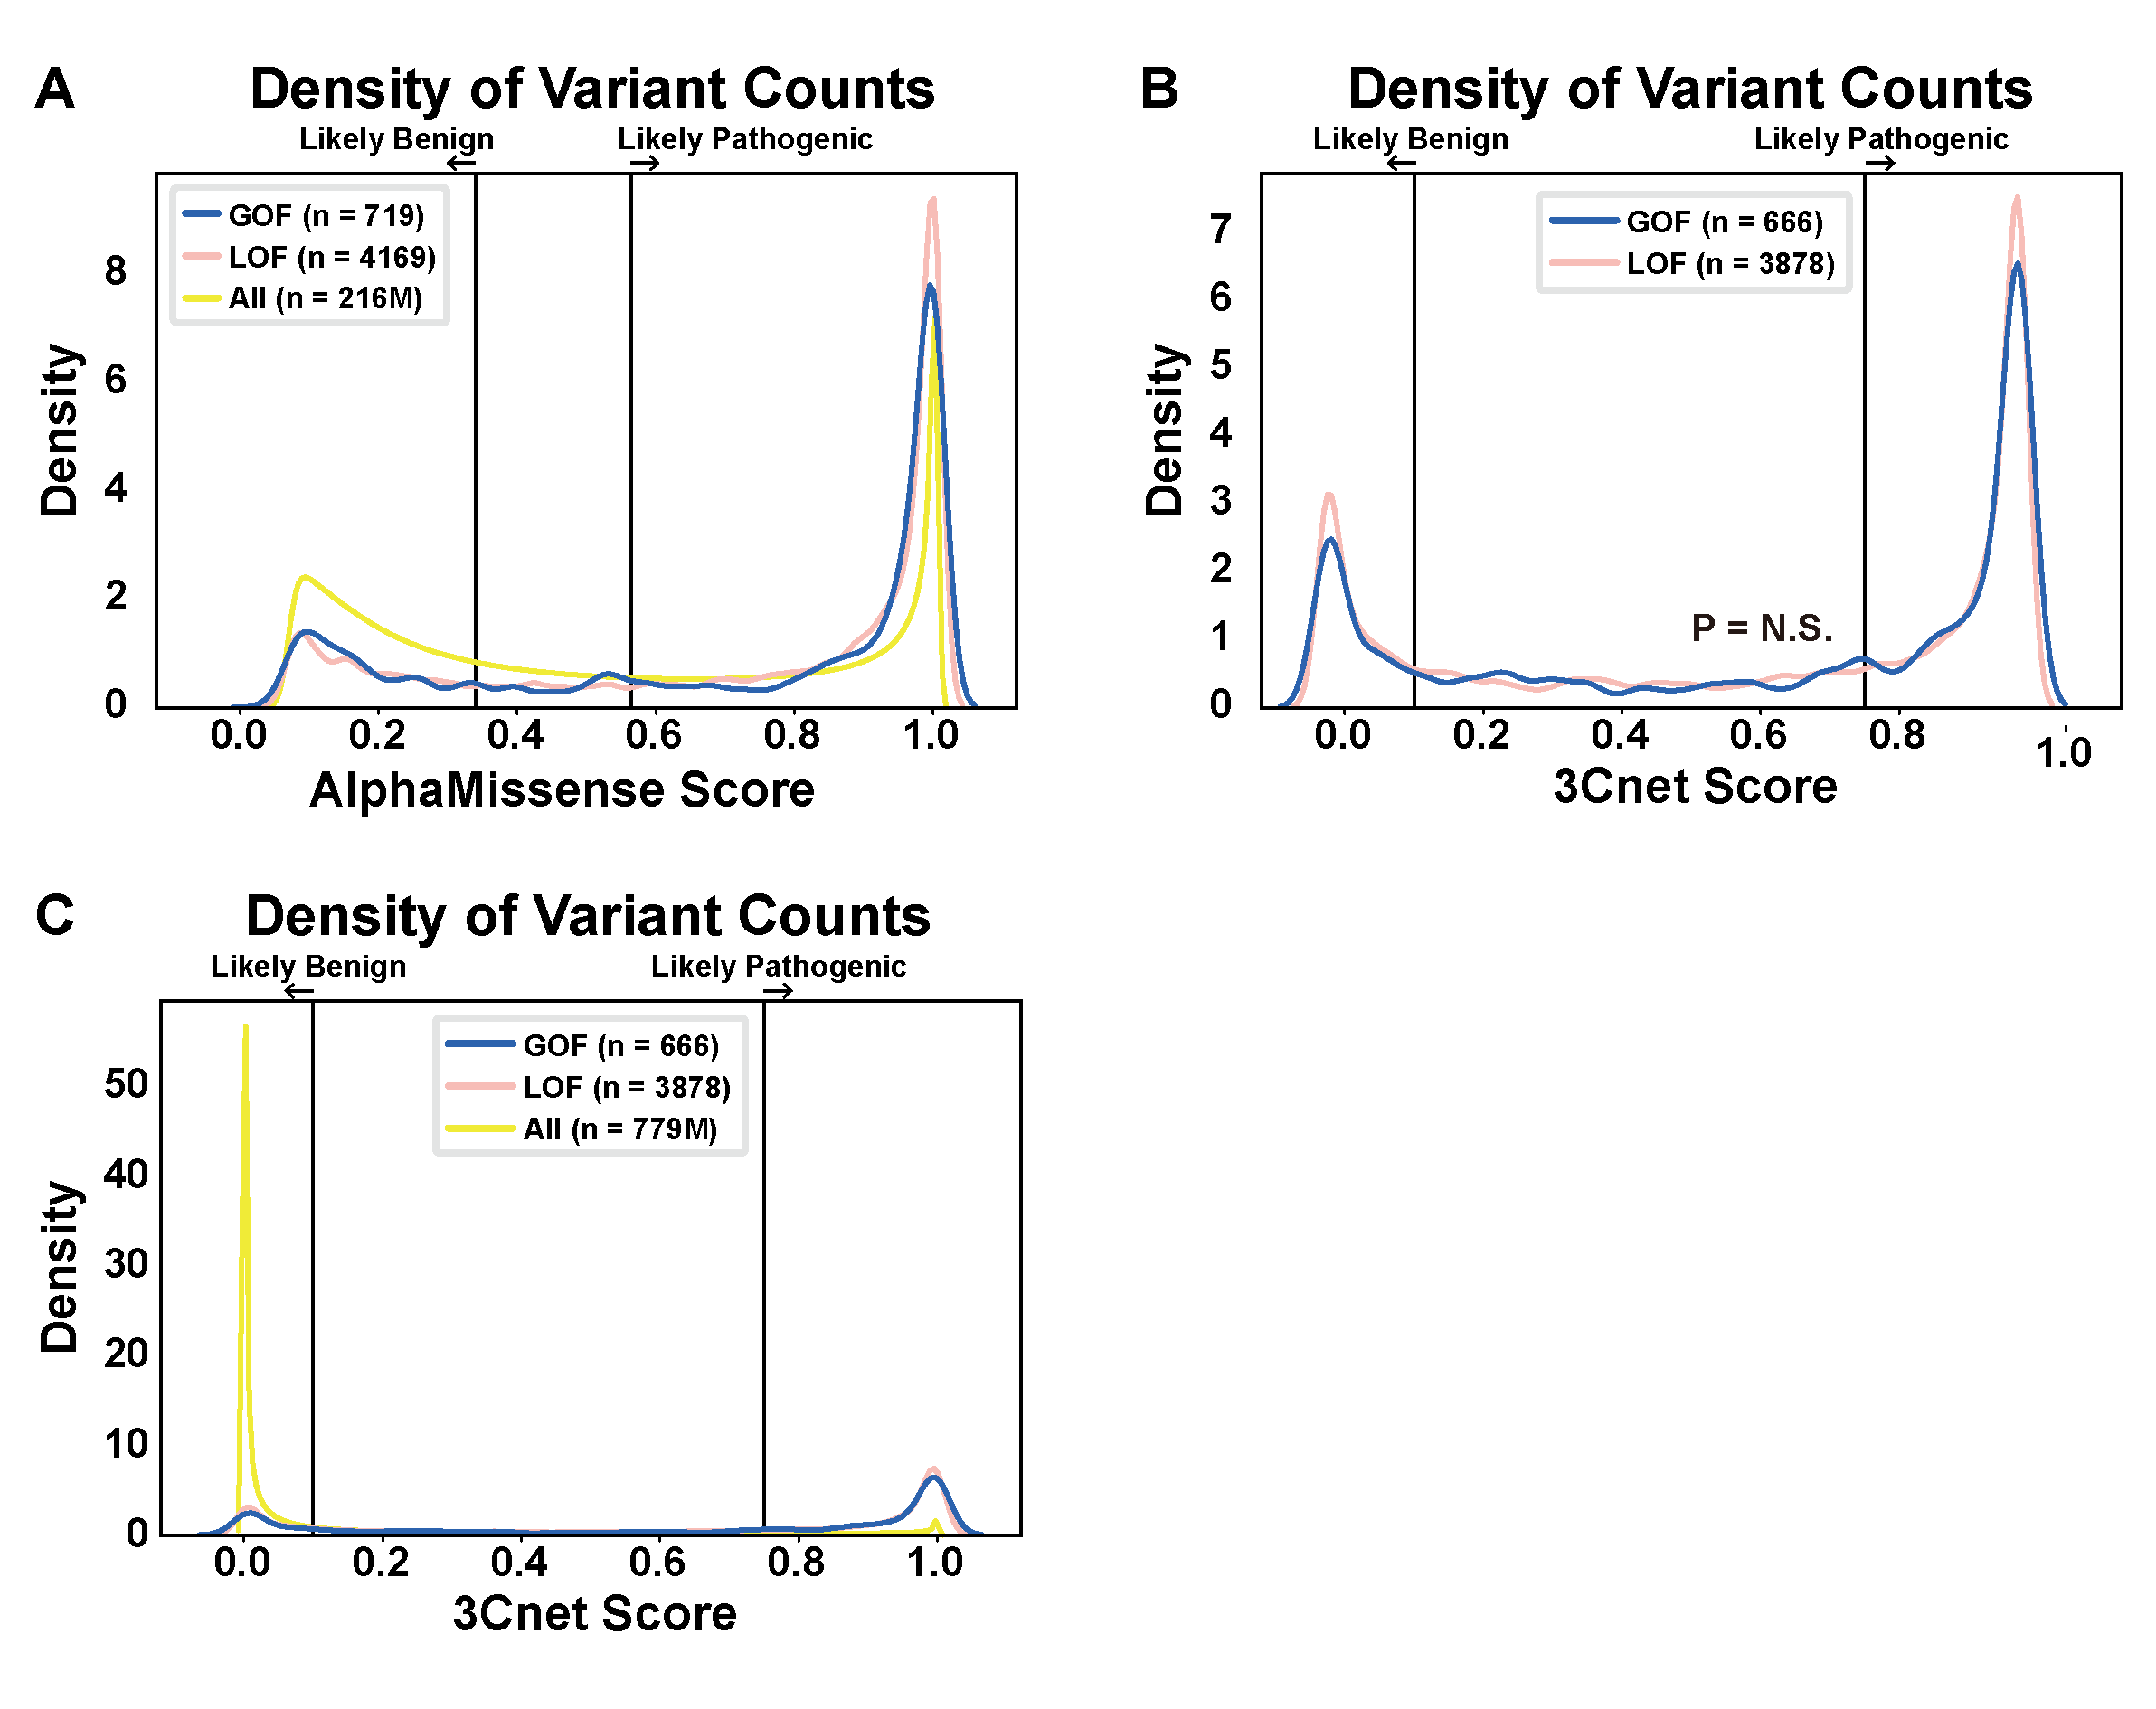 A
Density of Variant Counts
Likely Benign
Likely Pathogenic
GOF (n = 719)
LOF (n = 4169)
All (n = 216M)
Density
8
6
4
2
0
0.0 0.2 0.4 0.6 0.8 1.0
AlphaMissense Score
B
Density of Variant Counts
Likely Benign
Likely Pathogenic
GOF (n = 666)
LOF (n = 3878)
P = N.S.
Density
7
6
5
4
3
2
1
0
0.0 0.2 0.4 0.6 0.8 1.0
3Cnet Score
C
Density of Variant Counts
Likely Benign
Likely Pathogenic
GOF (n = 666)
LOF (n = 3878)
All (n = 779M)
Density
50
40
30
20
10
0
0.0 0.2 0.4 0.6 0.8 1.0
3Cnet Score